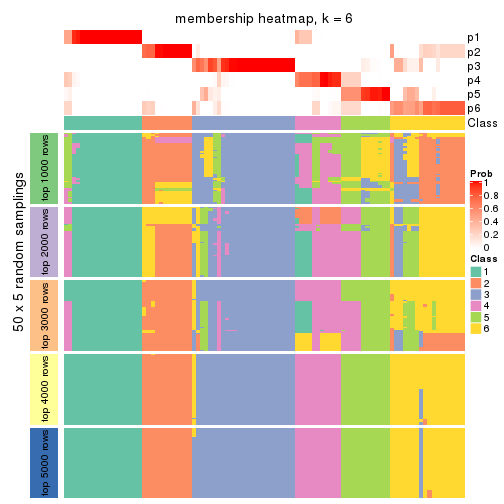 membership heatmap, k = 6
p1
p2
p3
p4
p5
p6
Class
50 x 5 random samplings
top 1000 rows
top 2000 rows
top 3000 rows
top 4000 rows
top 5000 rows
Prob
1
0.8
0.6
0.4
0.2
0
Class
1
2
3
4
5
6